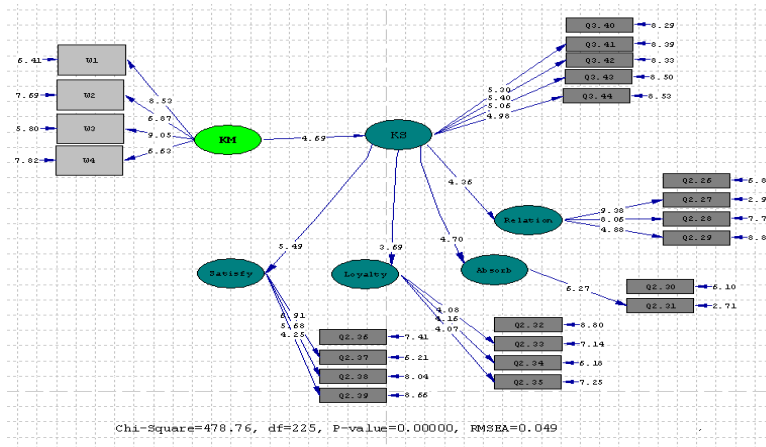 Q3.40 8.29
Q3.41 8.39
6.41 W1 Q3.42 8.33
Q3.43 8.50
7.69 W2 8.52 5.30
5.40
5.06 Q3.44 8.53
4.98
6.87
5.80 W3 9.05 KM 4.69 KS
7.82 W4 6.63
4.36 Q2.26
9.38 Q2.27
8.06 Q2.28
Relation 4.88 Q2.29
5.49 3.69 4.70
Satisfy Loyalty Absorb 6.27 Q2.30 6.10
Q2.31 2.71
4.08
4.16
4.07 Q2.32 8.80
6.91
5.68
4.25 Q2.36 7.41 Q2.33 7.14
Q2.37 6.21 Q2.34 6.18
Q2.38 8.04 Q2.35 7.25
Q2.39 8.66
Chi-Square=478.76, df=225, P-value=0.00000, RMSEA=0.049